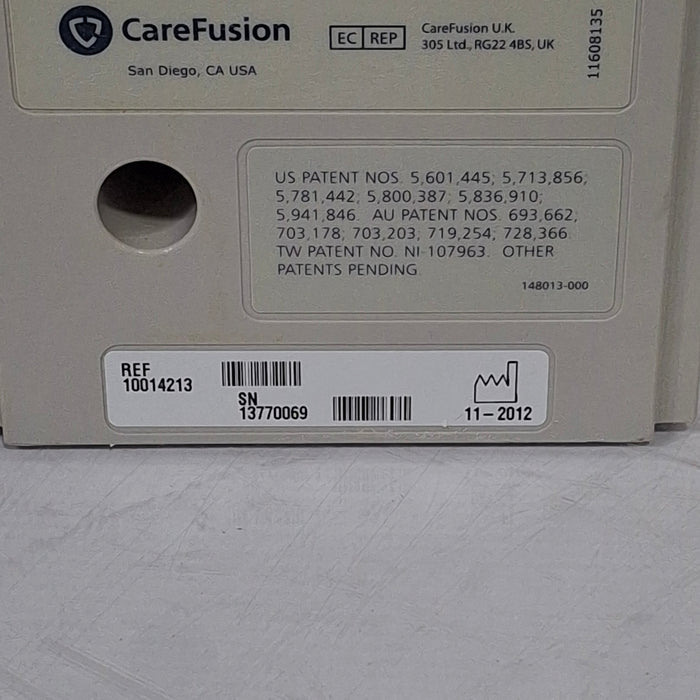 CareFusion
San Diego, CA USA
EC REP
CareFusion U.K.
305 Ltd., RG22 4BS, UK
11608135
US PATENT NOS. 5,601,445; 5,713,856;
5,781,442; 5,800,387; 5,836,910;
5,941,846. AU PATENT NOS. 693,662;
703,178; 703,203; 719,254; 728,366.
TW PATENT NO. NI-107963. OTHER
PATENTS PENDING.
148013-000
REF
10014213
SN
13770069
11-2012